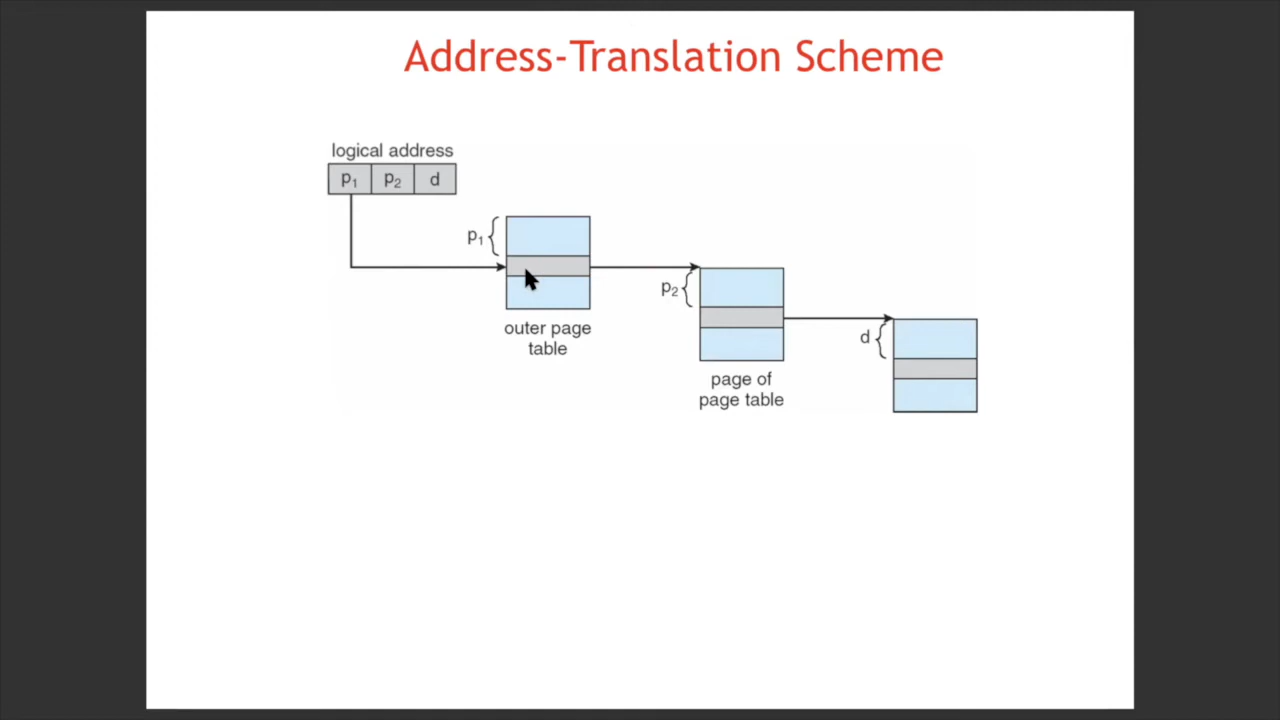 Address-Translation Scheme
logical address
p₁ p₂ d
p₁
outer page
table
p₂
page of
page table
d